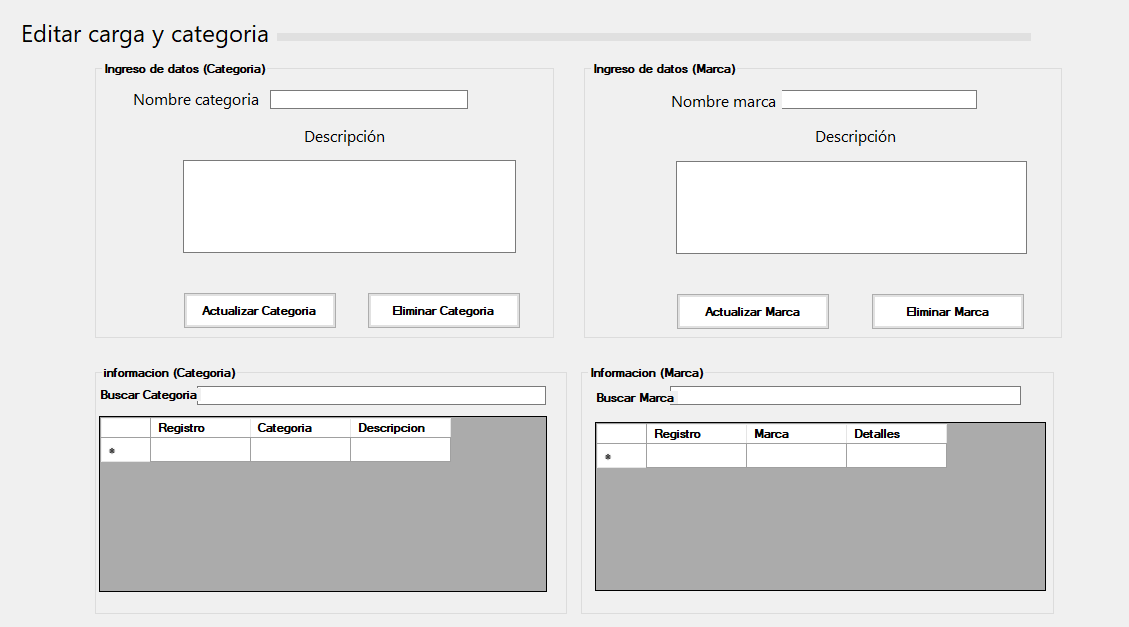 Editar carga y categoria
Ingreso de datos (Categoria)
Nombre categoria
Descripción
Actualizar Categoria
Eliminar Categoria
Ingreso de datos (Marca)
Nombre marca
Descripción
Actualizar Marca
Eliminar Marca
informacion (Categoria)
Buscar Categoria
Registro Categoria Descripcion
*
Informacion (Marca)
Buscar Marca
Registro Marca Detalles
*